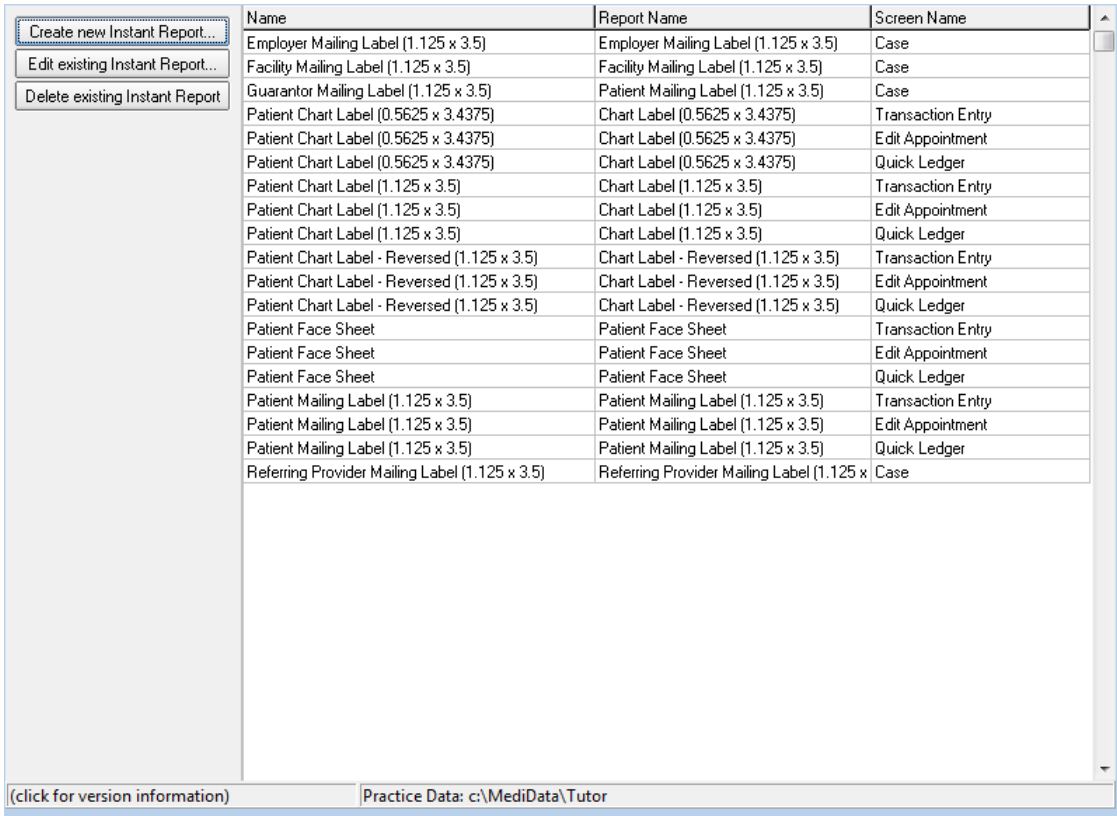 Create new Instant Report...
Edit existing Instant Report...
Delete existing Instant Report
Name Report Name Screen Name
Employer Mailing Label (1.125 x 3.5) Employer Mailing Label (1.125 x 3.5) Case
Facility Mailing Label (1.125 x 3.5) Facility Mailing Label (1.125 x 3.5) Case
Guarantor Mailing Label (1.125 x 3.5) Patient Mailing Label (1.125 x 3.5) Case
Patient Chart Label (0.5625 x 3.4375) Chart Label (0.5625 x 3.4375) Transaction Entry
Patient Chart Label (0.5625 x 3.4375) Chart Label (0.5625 x 3.4375) Edit Appointment
Patient Chart Label (0.5625 x 3.4375) Chart Label (0.5625 x 3.4375) Quick Ledger
Patient Chart Label (1.125 x 3.5) Chart Label (1.125 x 3.5) Transaction Entry
Patient Chart Label (1.125 x 3.5) Chart Label (1.125 x 3.5) Edit Appointment
Patient Chart Label (1.125 x 3.5) Chart Label (1.125 x 3.5) Quick Ledger
Patient Chart Label - Reversed (1.125 x 3.5) Chart Label - Reversed (1.125 x 3.5) Transaction Entry
Patient Chart Label - Reversed (1.125 x 3.5) Chart Label - Reversed (1.125 x 3.5) Edit Appointment
Patient Chart Label - Reversed (1.125 x 3.5) Chart Label - Reversed (1.125 x 3.5) Quick Ledger
Patient Face Sheet Patient Face Sheet Transaction Entry
Patient Face Sheet Patient Face Sheet Edit Appointment
Patient Face Sheet Patient Face Sheet Quick Ledger
Patient Mailing Label (1.125 x 3.5) Patient Mailing Label (1.125 x 3.5) Transaction Entry
Patient Mailing Label (1.125 x 3.5) Patient Mailing Label (1.125 x 3.5) Edit Appointment
Patient Mailing Label (1.125 x 3.5) Patient Mailing Label (1.125 x 3.5) Quick Ledger
Referring Provider Mailing Label (1.125 x 3.5) Referring Provider Mailing Label (1.125 x Case
(click for version information) Practice Data: c:\MediData\Tutor